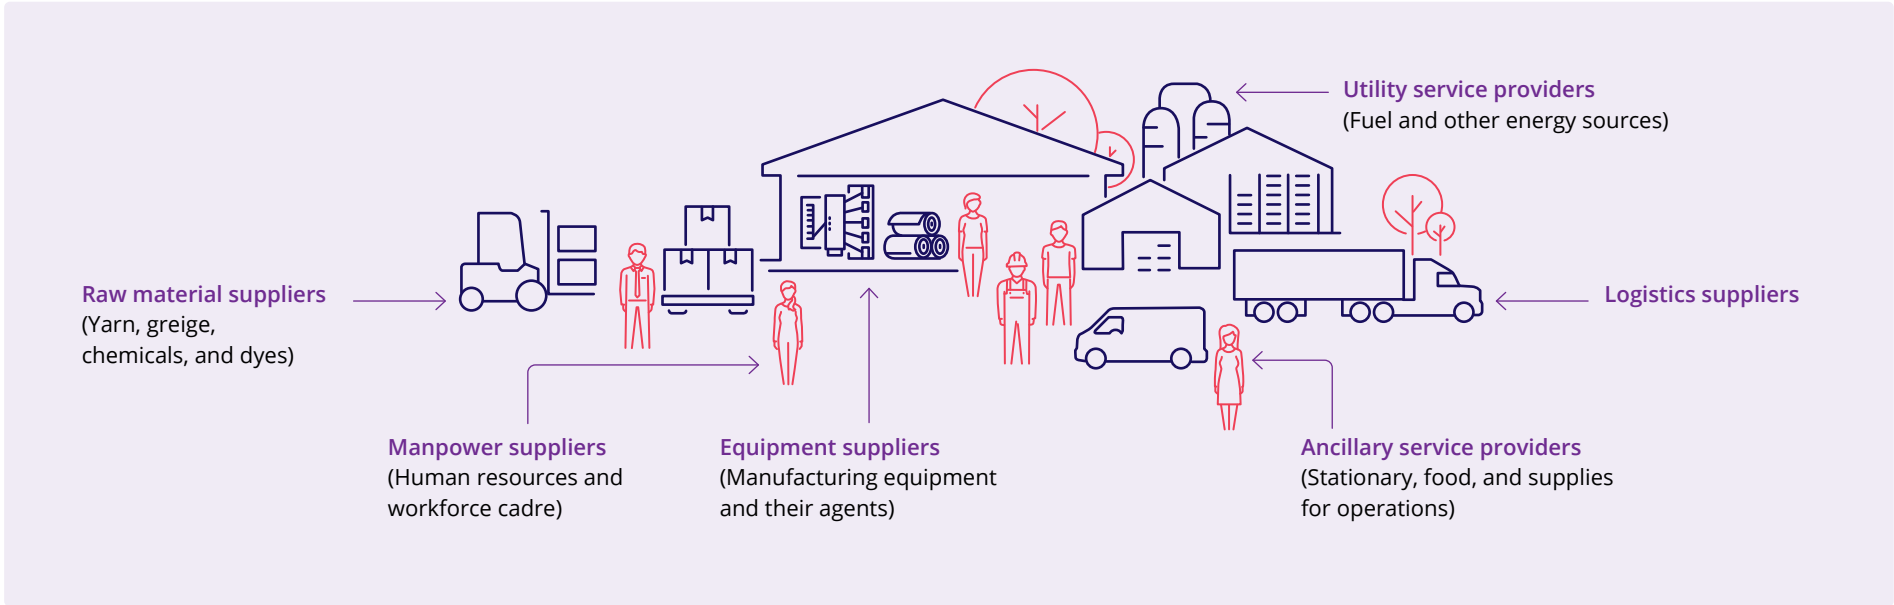 Utility service providers
(Fuel and other energy sources)
Raw material suppliers
(Yarn, greige,
chemicals, and dyes)
Logistics suppliers
Manpower suppliers
(Human resources and
workforce cadre)
Equipment suppliers
(Manufacturing equipment
and their agents)
Ancillary service providers
(Stationary, food, and supplies
for operations)